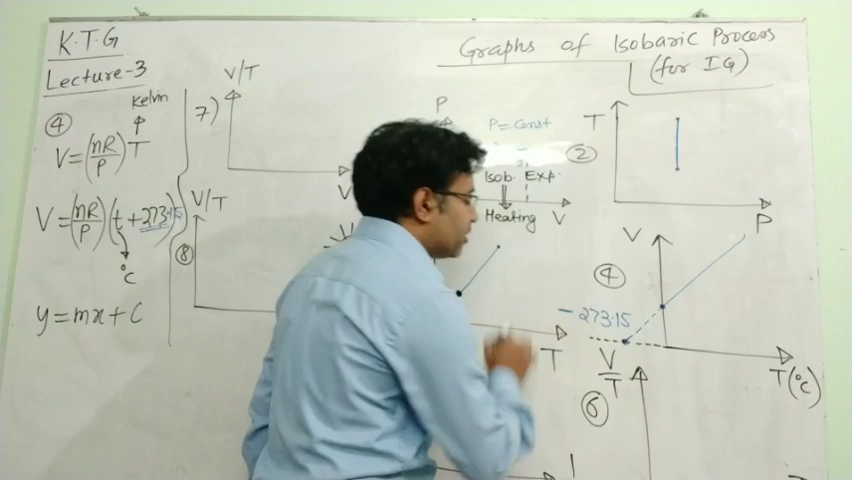 K.T.G
Lecture-3
Graphs of Isobaric Process
(for IG)
Kelvin
④
V=(nR/P)T
V=(nR/P)(t+273.15)
°C
y=mx+C
7)
V/T
V
⑧
V/T
P
P=Const
Isob. Exp.
Heating
V
T
②
T
P
④
V
-273.15
T(°C)
⑥
V/T